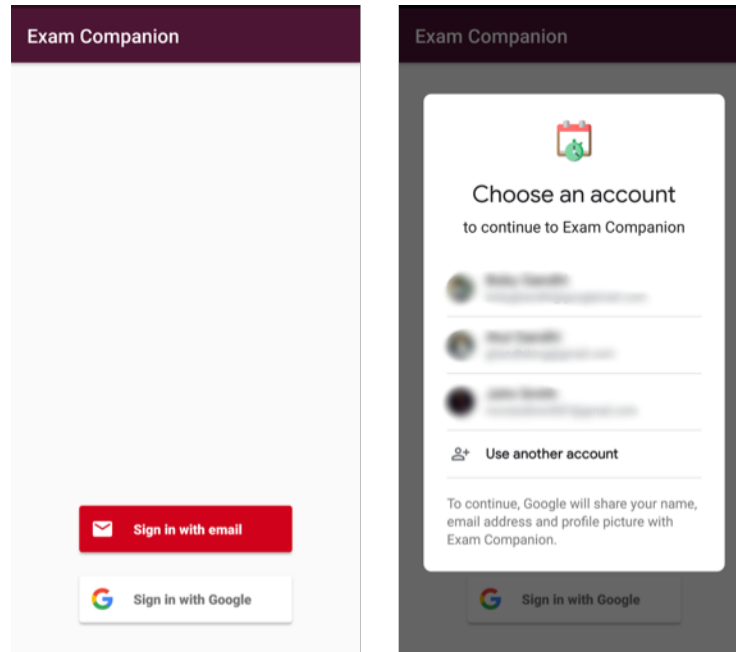 Exam Companion
Sign in with email
Sign in with Google
Exam Companion
Choose an account
to continue to Exam Companion
Use another account
To continue, Google will share your name,
email address and profile picture with
Exam Companion.
Sign in with Google